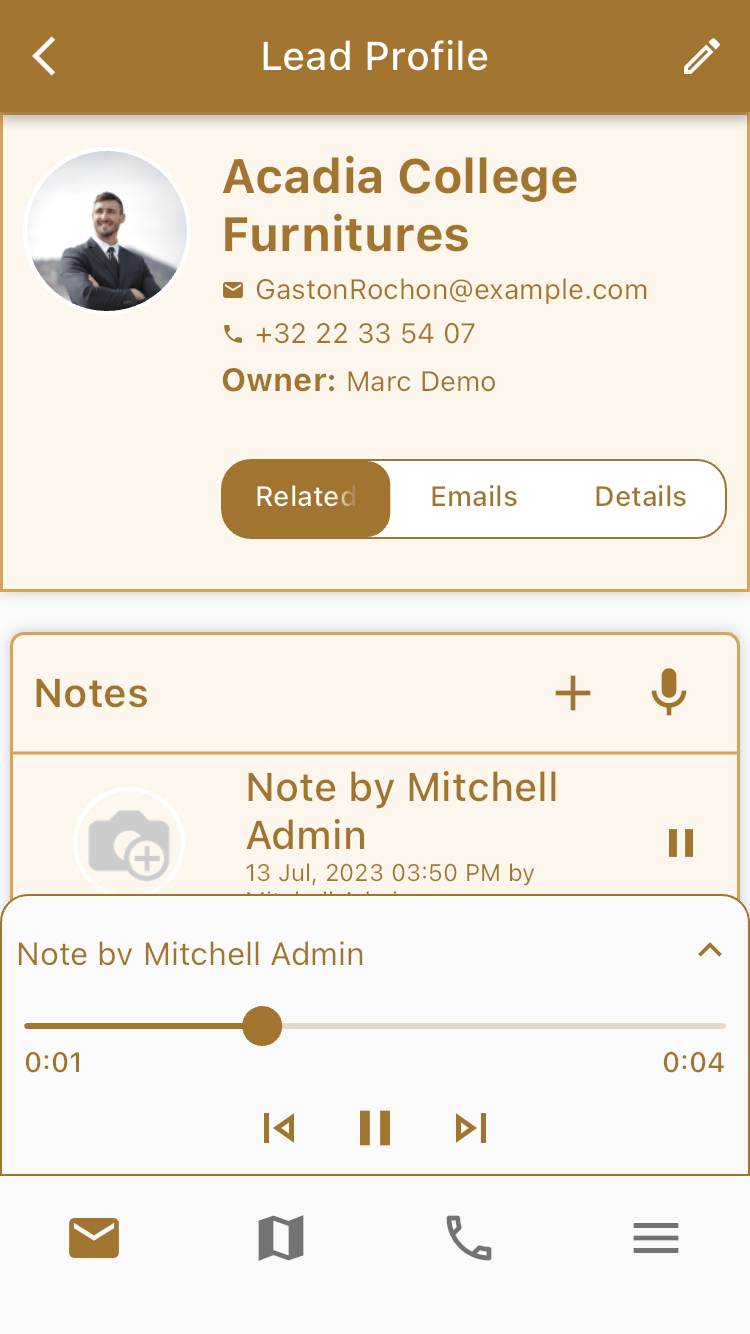 Lead Profile
Acadia College
Furnitures
GastonRochon@example.com
+32 22 33 54 07
Owner: Marc Demo
Related
Emails
Details
Notes
Note by Mitchell
Admin
13 Jul, 2023 03:50 PM by
Note by Mitchell Admin
0:01
0:04